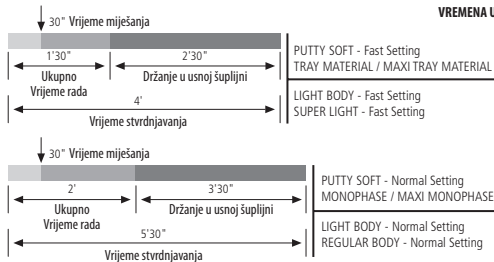 VREMENA U
30" Vrijeme miješanja
1'30"
2'30"
Ukupno
Vrijeme rada
Držanje u usnoj šupljini
4'
Vrijeme stvrdnjavanja
PUTTY SOFT - Fast Setting
TRAY MATERIAL / MAXI TRAY MATERIAL
LIGHT BODY - Fast Setting
SUPER LIGHT - Fast Setting
30" Vrijeme miješanja
2'
3'30"
Ukupno
Vrijeme rada
Držanje u usnoj šupljini
5'30"
Vrijeme stvrdnjavanja
PUTTY SOFT - Normal Setting
MONOPHASE / MAXI MONOPHASE
LIGHT BODY - Normal Setting
REGULAR BODY - Normal Setting